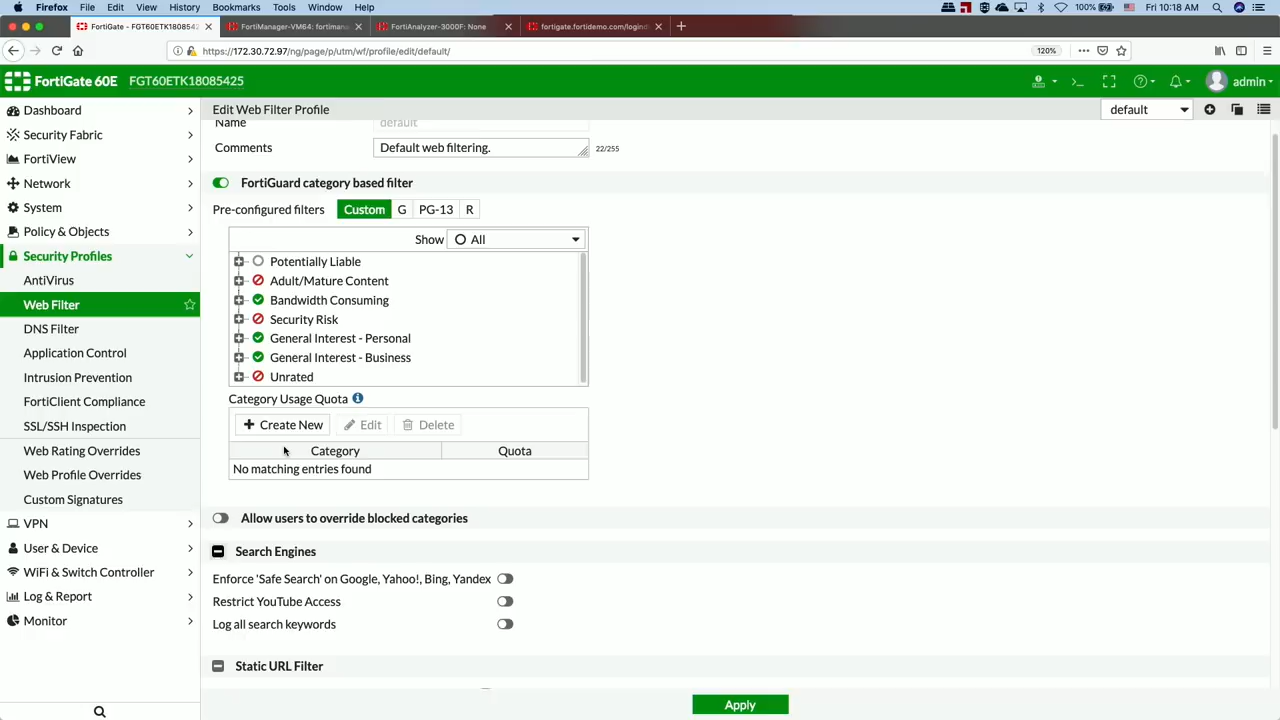 Firefox File Edit View History Bookmarks Tools Window Help 100% Fri 10:18 AM
FortiGate - FGT60ETK1808542 FortiManager-VM64: fortimana FortiAnalyzer-3000F: None fortigate.fortidemo.com/logind
https://172.30.72.97/ng/page/p/utm/wf/profile/edit/default/ 120%
FortiGate 60E FGT60ETK18085425 admin
Dashboard
Security Fabric
FortiView
Network
System
Policy & Objects
Security Profiles
AntiVirus
Web Filter
DNS Filter
Application Control
Intrusion Prevention
FortiClient Compliance
SSL/SSH Inspection
Web Rating Overrides
Web Profile Overrides
Custom Signatures
VPN
User & Device
WiFi & Switch Controller
Log & Report
Monitor
Edit Web Filter Profile default
Name default
Comments Default web filtering. 22/255
FortiGuard category based filter
Pre-configured filters Custom G PG-13 R
Show All
Potentially Liable
Adult/Mature Content
Bandwidth Consuming
Security Risk
General Interest - Personal
General Interest - Business
Unrated
Category Usage Quota
Create New Edit Delete
Category Quota
No matching entries found
Allow users to override blocked categories
Search Engines
Enforce 'Safe Search' on Google, Yahoo!, Bing, Yandex
Restrict YouTube Access
Log all search keywords
Static URL Filter
Apply